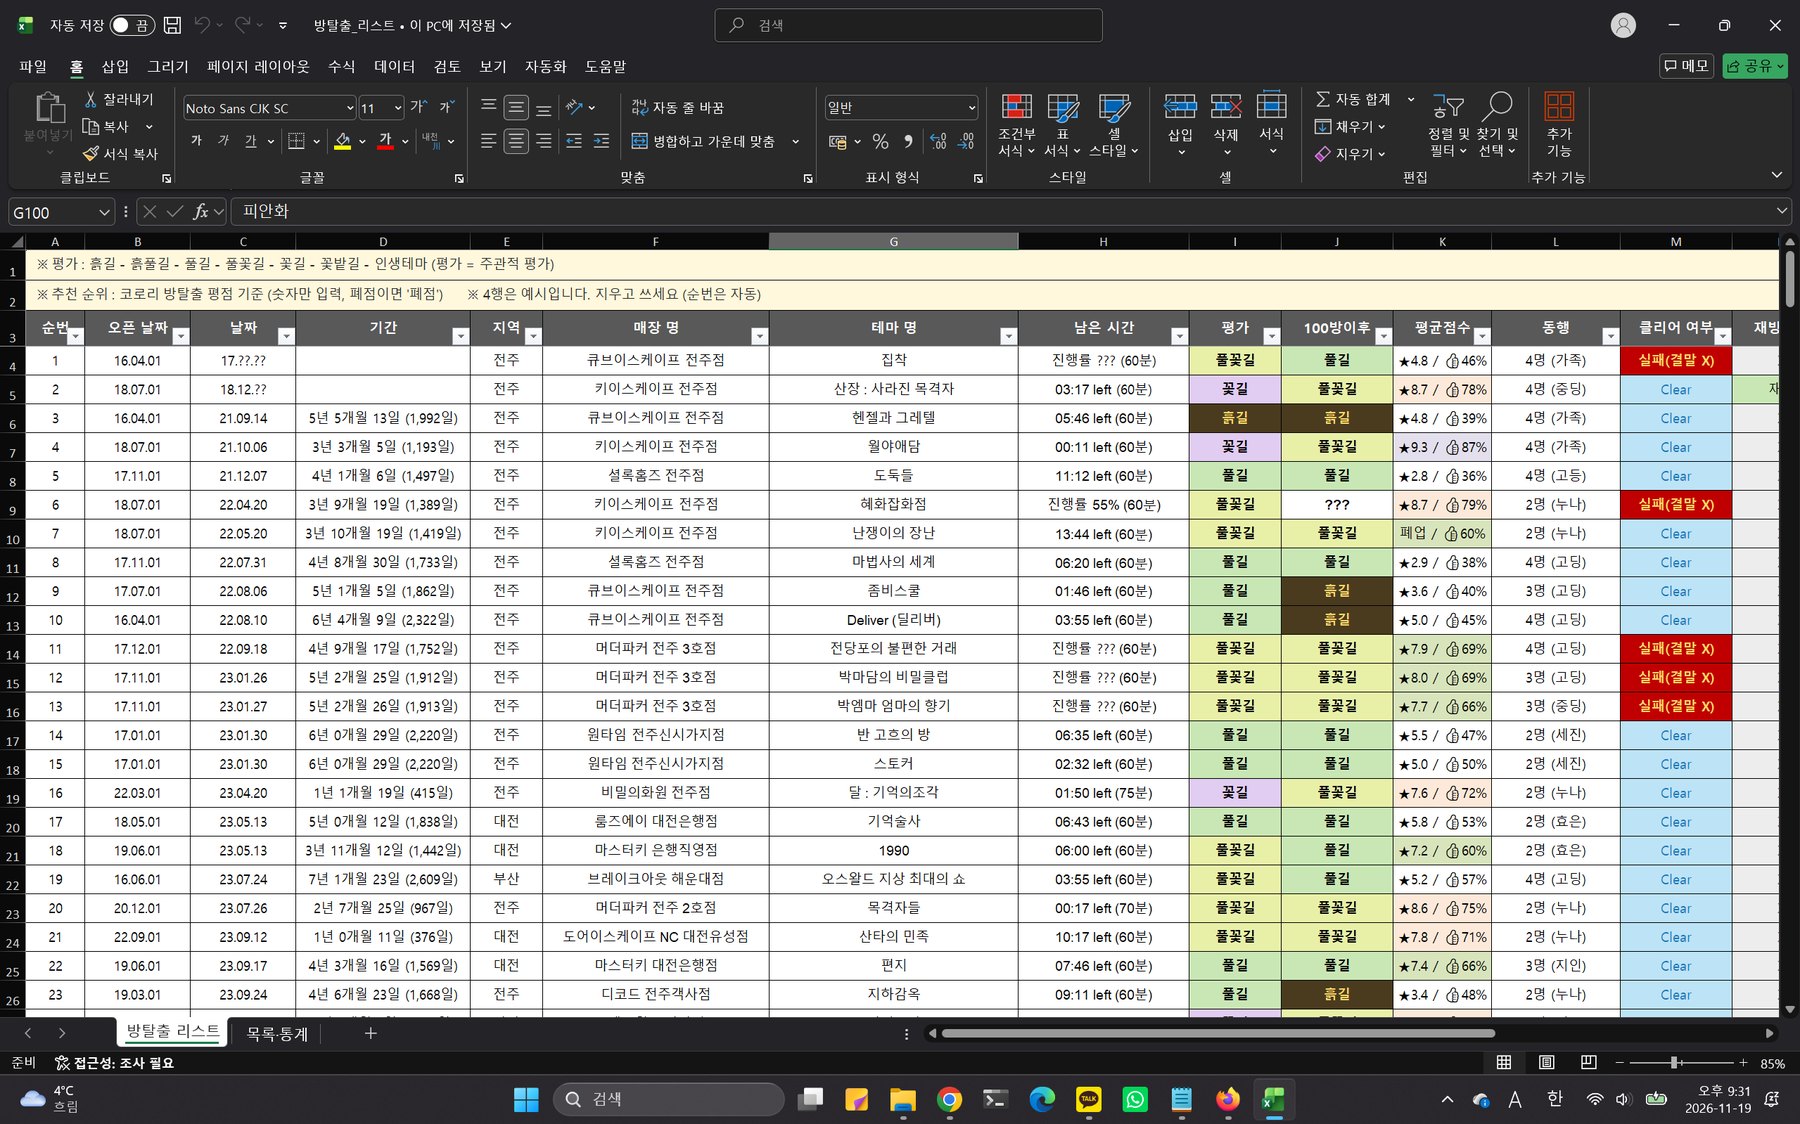 자동 저장 끔 방탈출_리스트 • 이 PC에 저장됨 검색
파일 홈 삽입 그리기 페이지 레이아웃 수식 데이터 검토 보기 자동화 도움말 메모 공유
붙여넣기 잘라내기 복사 서식 복사 클립보드
Noto Sans CJK SC 11 가 가 가 가 가 가 내천 글꼴
가나다 자동 줄 바꿈 병합하고 가운데 맞춤 맞춤
일반 % 표시 형식
조건부 서식 표 서식 셀 스타일 스타일
삽입 삭제 서식 셀
자동 합계 채우기 지우기 정렬 및 필터 찾기 및 선택 편집
추가 기능 추가 기능
G100 fx 피안화
A B C D E F G H I J K L M
1 ※ 평가 : 흙길 - 흙풀길 - 풀길 - 풀꽃길 - 꽃길 - 꽃밭길 - 인생테마 (평가 = 주관적 평가)
2 ※ 추천 순위 : 코로리 방탈출 평점 기준 (숫자만 입력, 폐점이면 '폐점') ※ 4행은 예시입니다. 지우고 쓰세요 (순번은 자동)
3 순번 오픈 날짜 날짜 기간 지역 매장 명 테마 명 남은 시간 평가 100방이후 평균점수 동행 클리어 여부 재방
4 1 16.04.01 17.??.?? 전주 큐브이스케이프 전주점 집착 진행률 ??? (60분) 풀꽃길 풀길 ★4.8 / 👍46% 4명 (가족) 실패(결말 X)
5 2 18.07.01 18.12.?? 전주 키이스케이프 전주점 산장 : 사라진 목격자 03:17 left (60분) 꽃길 풀꽃길 ★8.7 / 👍78% 4명 (중딩) Clear 재
6 3 16.04.01 21.09.14 5년 5개월 13일 (1,992일) 전주 큐브이스케이프 전주점 헨젤과 그레텔 05:46 left (60분) 흙길 흙길 ★4.8 / 👍39% 4명 (가족) Clear
7 4 18.07.01 21.10.06 3년 3개월 5일 (1,193일) 전주 키이스케이프 전주점 월야애담 00:11 left (60분) 꽃길 풀꽃길 ★9.3 / 👍87% 4명 (가족) Clear
8 5 17.11.01 21.12.07 4년 1개월 6일 (1,497일) 전주 셜록홈즈 전주점 도둑들 11:12 left (60분) 풀길 풀길 ★2.8 / 👍36% 4명 (고등) Clear
9 6 18.07.01 22.04.20 3년 9개월 19일 (1,389일) 전주 키이스케이프 전주점 혜화잡화점 진행률 55% (60분) 풀꽃길 ??? ★8.7 / 👍79% 2명 (누나) 실패(결말 X)
10 7 18.07.01 22.05.20 3년 10개월 19일 (1,419일) 전주 키이스케이프 전주점 난쟁이의 장난 13:44 left (60분) 풀꽃길 풀꽃길 폐업 / 👍60% 2명 (누나) Clear
11 8 17.11.01 22.07.31 4년 8개월 30일 (1,733일) 전주 셜록홈즈 전주점 마법사의 세계 06:20 left (60분) 풀길 풀길 ★2.9 / 👍38% 4명 (고딩) Clear
12 9 17.07.01 22.08.06 5년 1개월 5일 (1,862일) 전주 큐브이스케이프 전주점 좀비스쿨 01:46 left (60분) 풀길 흙길 ★3.6 / 👍40% 3명 (고딩) Clear
13 10 16.04.01 22.08.10 6년 4개월 9일 (2,322일) 전주 큐브이스케이프 전주점 Deliver (딜리버) 03:55 left (60분) 풀길 흙길 ★5.0 / 👍45% 4명 (고딩) Clear
14 11 17.12.01 22.09.18 4년 9개월 17일 (1,752일) 전주 머더파커 전주 3호점 전당포의 불편한 거래 진행률 ??? (60분) 풀꽃길 풀꽃길 ★7.9 / 👍69% 4명 (고딩) 실패(결말 X)
15 12 17.11.01 23.01.26 5년 2개월 25일 (1,912일) 전주 머더파커 전주 3호점 박마담의 비밀클럽 진행률 ??? (60분) 풀꽃길 풀꽃길 ★8.0 / 👍69% 3명 (고딩) 실패(결말 X)
16 13 17.11.01 23.01.27 5년 2개월 26일 (1,913일) 전주 머더파커 전주 3호점 박엠마 엄마의 향기 진행률 ??? (60분) 풀꽃길 풀꽃길 ★7.7 / 👍66% 3명 (중딩) 실패(결말 X)
17 14 17.01.01 23.01.30 6년 0개월 29일 (2,220일) 전주 원타임 전주신시가지점 반 고흐의 방 06:35 left (60분) 풀길 풀길 ★5.5 / 👍47% 2명 (세진) Clear
18 15 17.01.01 23.01.30 6년 0개월 29일 (2,220일) 전주 원타임 전주신시가지점 스토커 02:32 left (60분) 풀길 풀길 ★5.0 / 👍50% 2명 (세진) Clear
19 16 22.03.01 23.04.20 1년 1개월 19일 (415일) 전주 비밀의화원 전주점 달 : 기억의조각 01:50 left (75분) 꽃길 풀꽃길 ★7.6 / 👍72% 2명 (누나) Clear
20 17 18.05.01 23.05.13 5년 0개월 12일 (1,838일) 대전 룸즈에이 대전은행점 기억술사 06:43 left (60분) 풀길 풀길 ★5.8 / 👍53% 2명 (효은) Clear
21 18 19.06.01 23.05.13 3년 11개월 12일 (1,442일) 대전 마스터키 은행직영점 1990 06:00 left (60분) 풀꽃길 풀길 ★7.2 / 👍60% 2명 (효은) Clear
22 19 16.06.01 23.07.24 7년 1개월 23일 (2,609일) 부산 브레이크아웃 해운대점 오스왈드 지상 최대의 쇼 03:55 left (60분) 풀꽃길 풀길 ★5.2 / 👍57% 4명 (고딩) Clear
23 20 20.12.01 23.07.26 2년 7개월 25일 (967일) 전주 머더파커 전주 2호점 목격자들 00:17 left (70분) 풀꽃길 풀꽃길 ★8.6 / 👍75% 2명 (누나) Clear
24 21 22.09.01 23.09.12 1년 0개월 11일 (376일) 대전 도어이스케이프 NC 대전유성점 산타의 민족 10:17 left (60분) 풀꽃길 풀꽃길 ★7.8 / 👍71% 2명 (누나) Clear
25 22 19.06.01 23.09.17 4년 3개월 16일 (1,569일) 대전 마스터키 대전은행점 편지 07:46 left (60분) 풀길 풀길 ★7.4 / 👍66% 3명 (지인) Clear
26 23 19.03.01 23.09.24 4년 6개월 23일 (1,668일) 전주 디코드 전주객사점 지하감옥 09:11 left (60분) 풀길 흙길 ★3.4 / 👍48% 2명 (누나) Clear
방탈출 리스트 목록·통계 +
준비 접근성: 조사 필요 85%
4°C 흐림 검색 TALK A 한 오후 9:31 2026-11-19